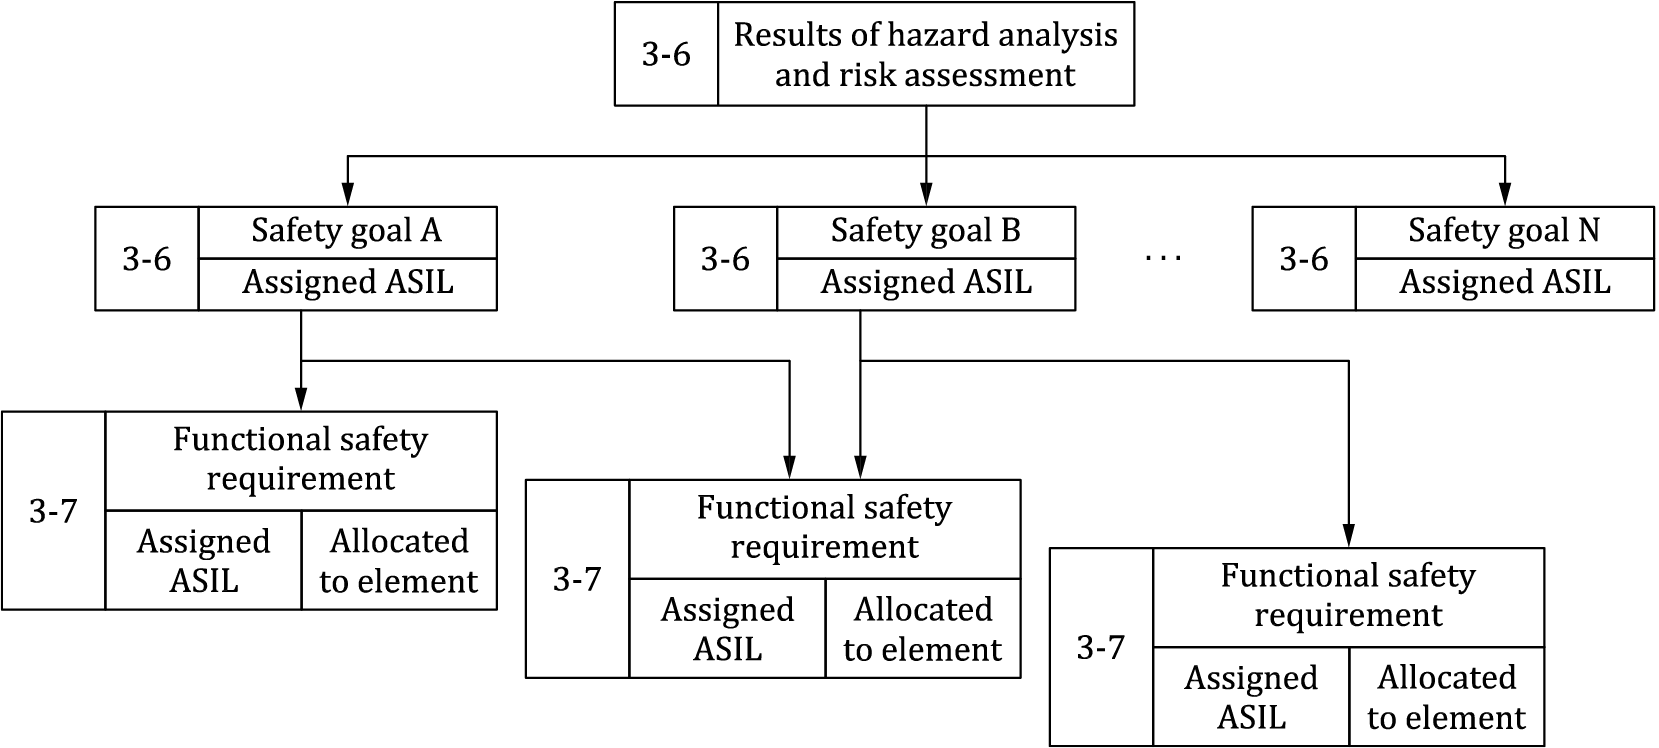 3-6
Results of hazard analysis
and risk assessment
3-6
Safety goal A
Assigned ASIL
3-6
Safety goal B
Assigned ASIL
...
3-6
Safety goal N
Assigned ASIL
3-7
Functional safety
requirement
Assigned
ASIL
Allocated
to element
3-7
Functional safety
requirement
Assigned
ASIL
Allocated
to element
3-7
Functional safety
requirement
Assigned
ASIL
Allocated
to element